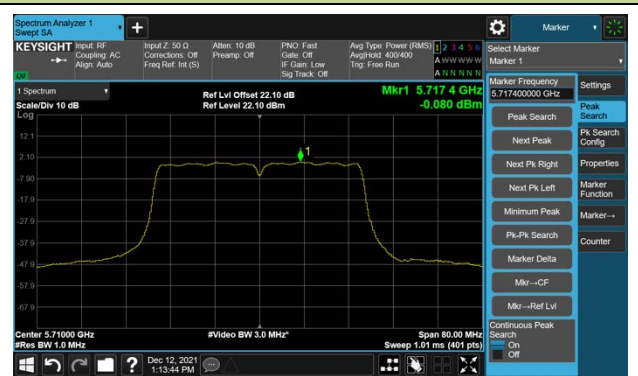 Spectrum Analyzer 1
Swept SA
+
Marker
KEYSIGHT
Input: RF
Coupling: AC
Align: Auto
Input Z: 50 Ω
Corrections: Off
Freq Ref: Int (S)
Atten: 10 dB
Preamp: Off
PNO: Fast
Gate: Off
IF Gain: Low
Sig Track: Off
Avg Type: Power (RMS)
Avg|Hold: 400/400
Trig: Free Run
1 2 3 4 5 6
A W W W W W
A N N N N N
LVI
Select Marker
Marker 1
1 Spectrum
Scale/Div 10 dB
Log
Ref Lvl Offset 22.10 dB
Ref Level 22.10 dBm
Mkr1 5.717 4 GHz
-0.080 dBm
1
12.1
2.10
-7.90
-17.9
-27.9
-37.9
-47.9
-57.9
-67.9
Center 5.71000 GHz
#Res BW 1.0 MHz
#Video BW 3.0 MHz*
Span 80.00 MHz
Sweep 1.01 ms (401 pts)
Marker Frequency
5.717400000 GHz
Peak Search
Next Peak
Next Pk Right
Next Pk Left
Minimum Peak
Pk-Pk Search
Marker Delta
Mkr→CF
Mkr→Ref Lvl
Continuous Peak
Search
On
Off
Settings
Peak
Search
Pk Search
Config
Properties
Marker
Function
Marker→
Counter
?
Dec 12, 2021
1:13:44 PM